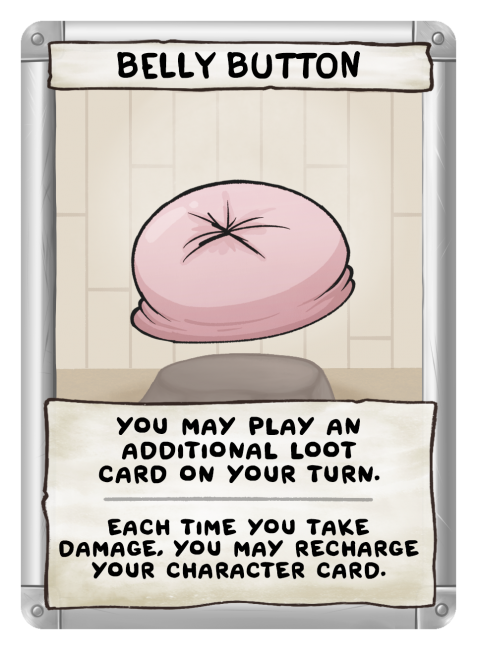 BELLY BUTTON
YOU MAY PLAY AN
ADDITIONAL LOOT
CARD ON YOUR TURN.
EACH TIME YOU TAKE
DAMAGE, YOU MAY RECHARGE
YOUR CHARACTER CARD.